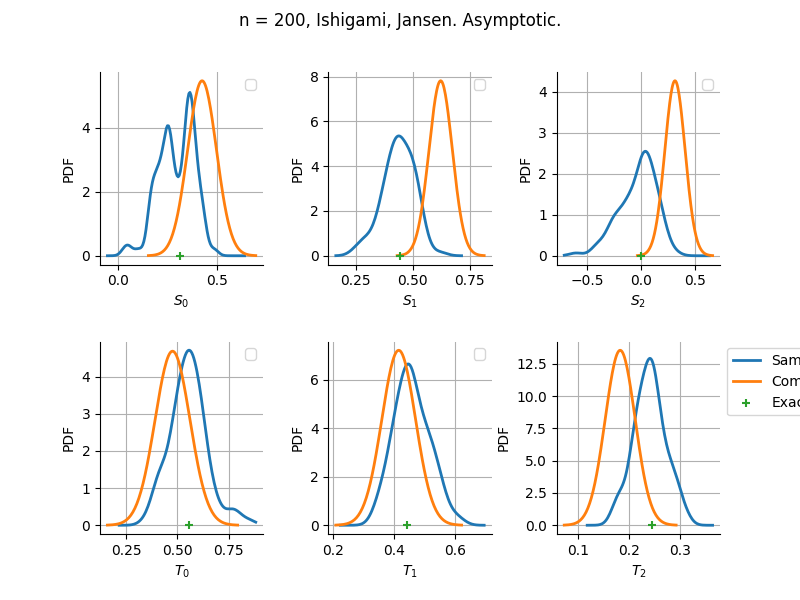 n = 200, Ishigami, Jansen. Asymptotic.
PDF
0
2
4
0.0
0.5
S0
PDF
0
2
4
6
8
0.25
0.50
0.75
S1
PDF
0
1
2
3
4
−0.5
0.0
0.5
S2
PDF
0
1
2
3
4
0.25
0.50
0.75
T0
PDF
0
2
4
6
0.2
0.4
0.6
T1
PDF
0.0
2.5
5.0
7.5
10.0
12.5
0.1
0.2
0.3
T2
Sam
Com
Exac